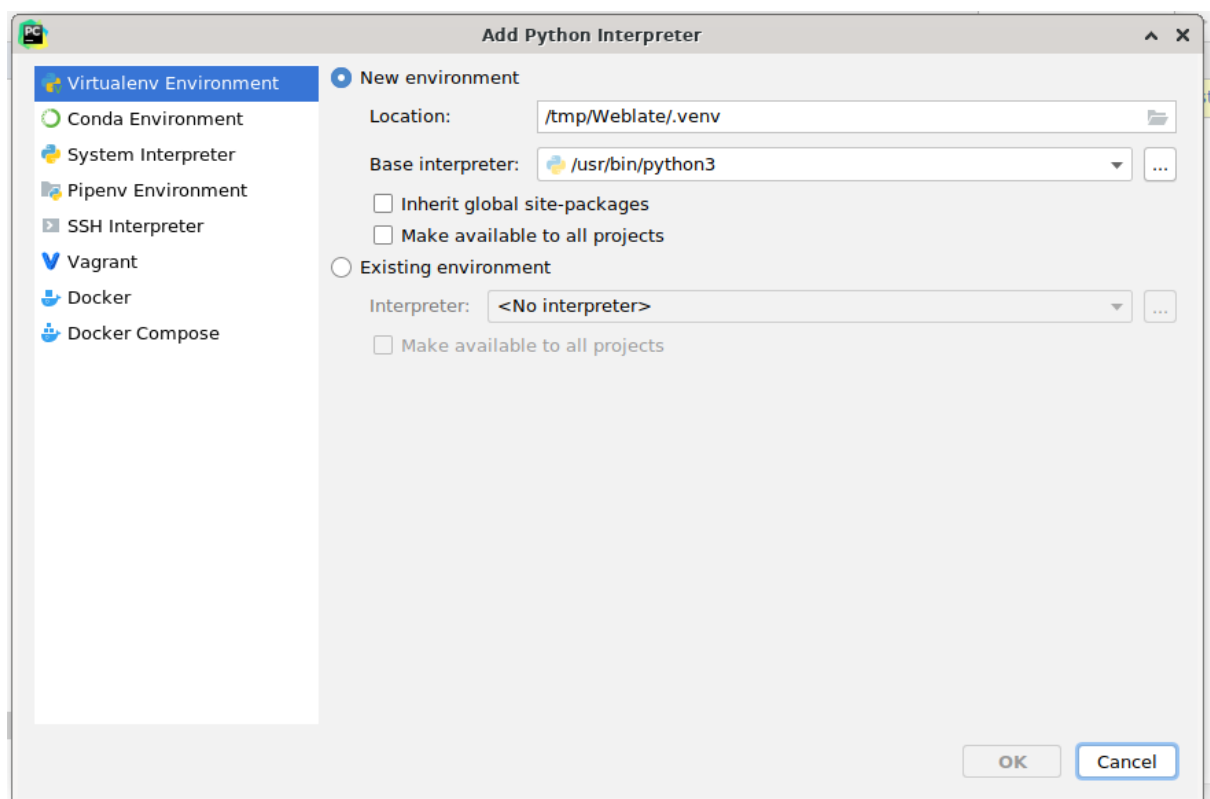 PC
Add Python Interpreter
Virtualenv Environment
Conda Environment
System Interpreter
Pipenv Environment
SSH Interpreter
Vagrant
Docker
Docker Compose
New environment
Location: /tmp/Weblate/.venv
Base interpreter: /usr/bin/python3 ...
Inherit global site-packages
Make available to all projects
Existing environment
Interpreter: <No interpreter> ...
Make available to all projects
OK Cancel